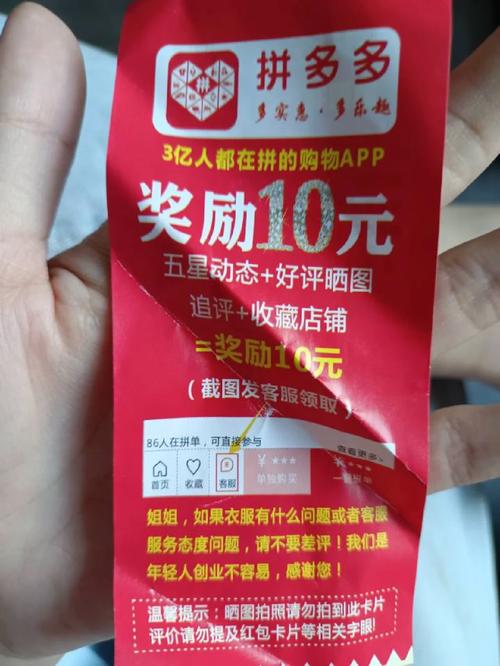 拼
拼多多
多实惠·多乐趣
3亿人都在拼的购物APP
奖励10元
五星动态+好评晒图
追评+收藏店铺
=奖励10元
(截图发客服领取)
86人在拼单，可直接参与
查看更多>
首页
收藏
客服
¥ ***
单独购买
¥ ***
姐姐，如果衣服有什么问题或者客服
服务态度问题，请不要差评！我们是
年轻人创业不容易，感谢您！
温馨提示：晒图拍照请勿拍到此卡片
评价请勿提及红包卡片等相关字眼!